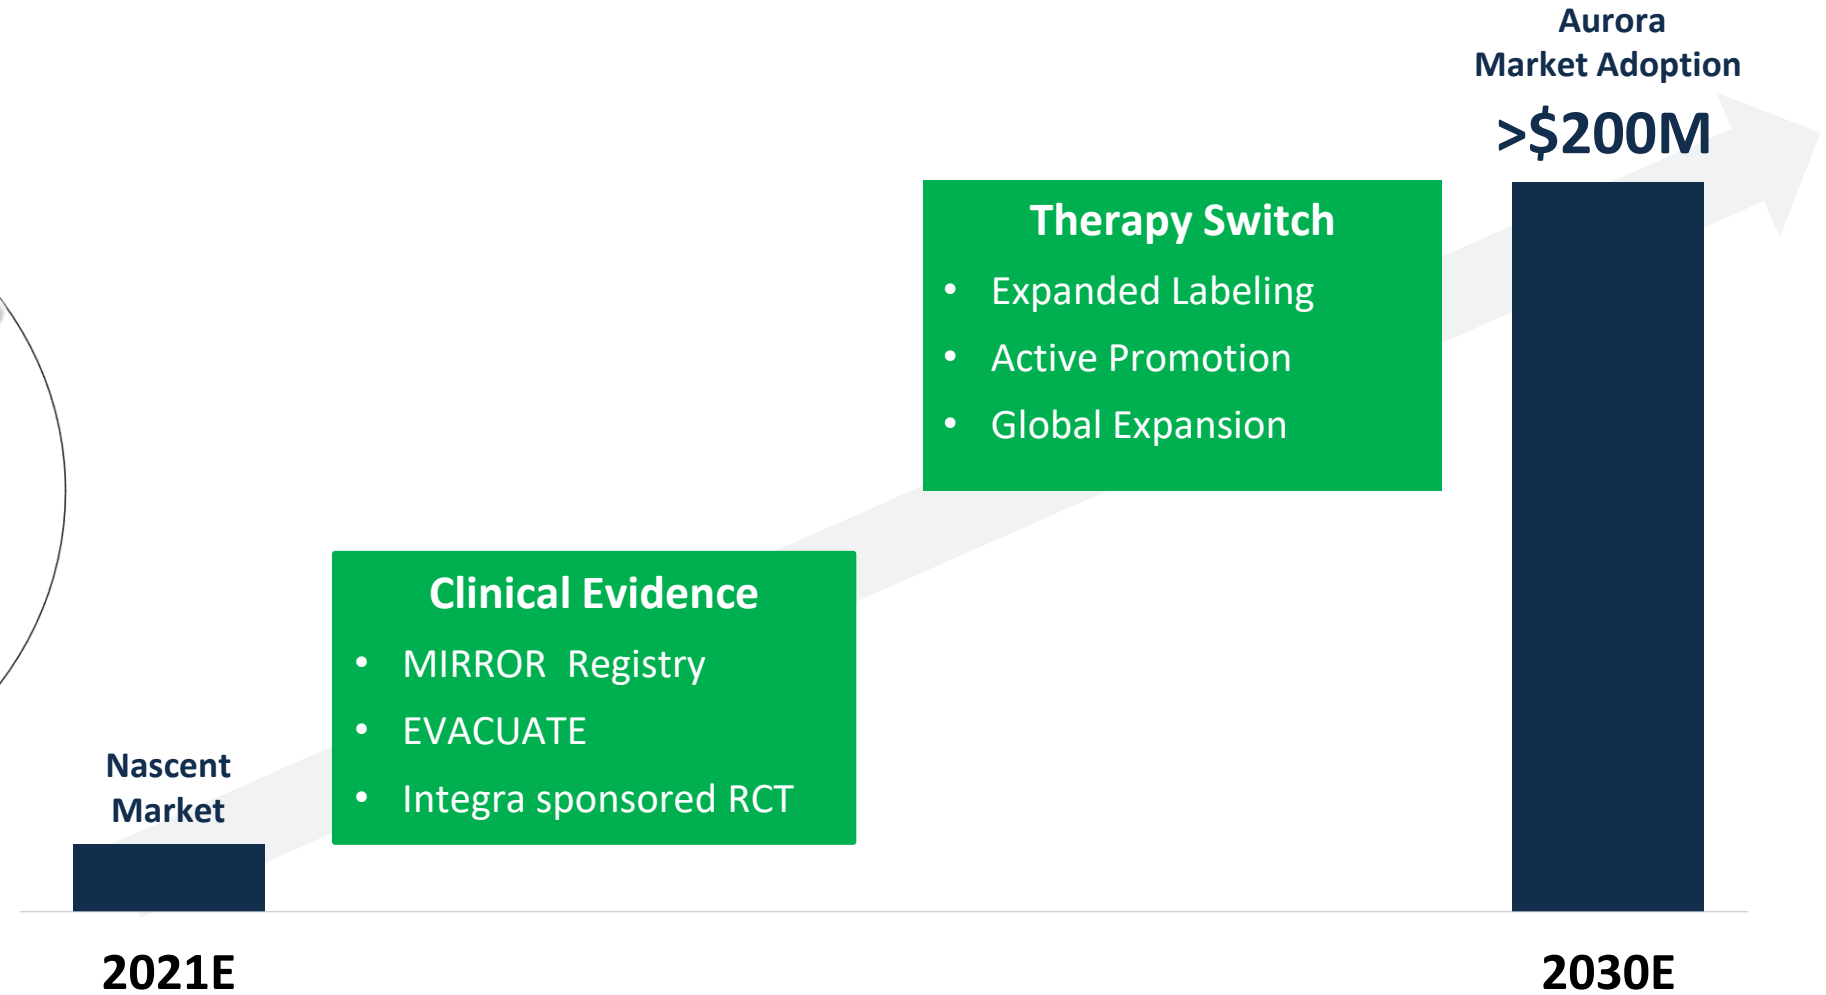 Aurora
Market Adoption
>$200M
Therapy Switch
• Expanded Labeling
• Active Promotion
• Global Expansion
Clinical Evidence
• MIRROR  Registry
• EVACUATE
• Integra sponsored RCT
Nascent
Market
2021E
2030E